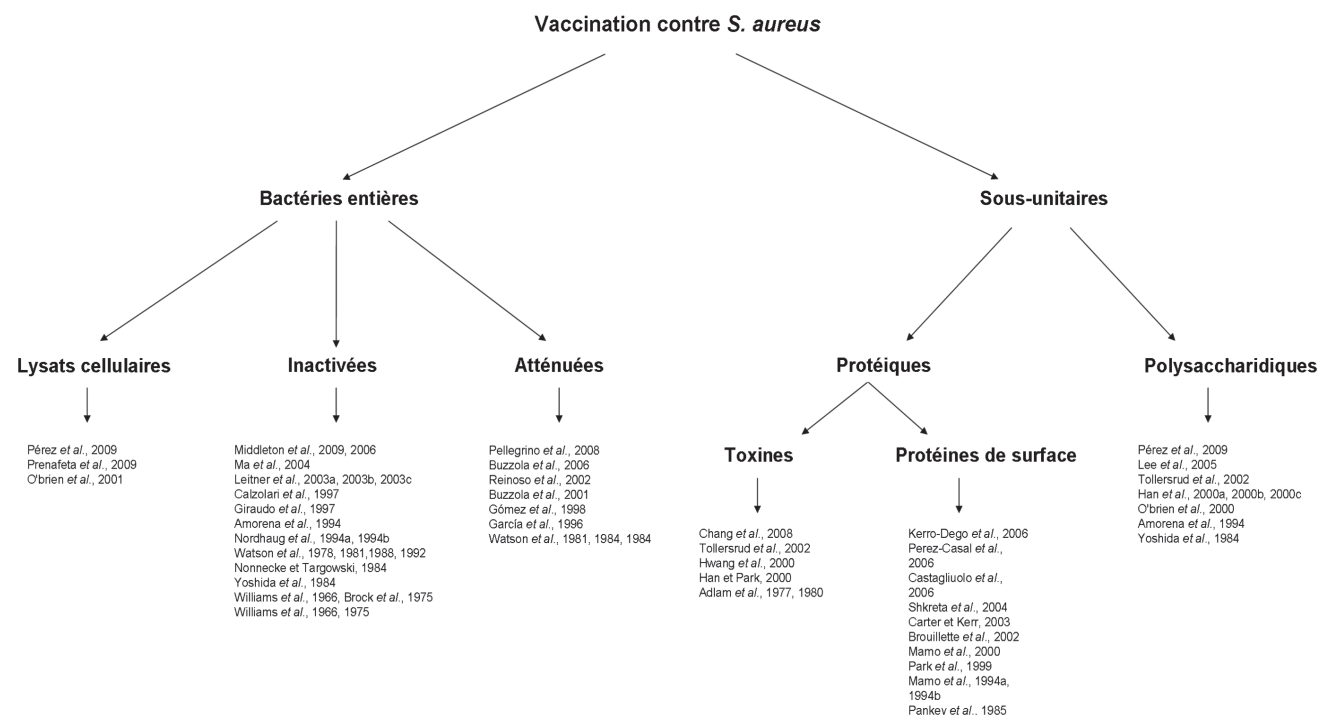 Vaccination contre S. aureus
Bactéries entières
Sous-unitaires
Lysats cellulaires
Inactivées
Atténuées
Protéiques
Polysaccharidiques
Pérez et al., 2009
Prenafeta et al., 2009
O'brien et al., 2001
Middleton et al., 2009, 2006
Ma et al., 2004
Leitner et al., 2003a, 2003b, 2003c
Calzolari et al., 1997
Giraudo et al., 1997
Amorena et al., 1994
Nordhaug et al., 1994a, 1994b
Watson et al., 1978, 1981,1988, 1992
Nonnecke et Targowski, 1984
Yoshida et al., 1984
Williams et al., 1966, Brock et al., 1975
Williams et al., 1966, 1975
Pellegrino et al., 2008
Buzzola et al., 2006
Reinoso et al., 2002
Buzzola et al., 2001
Gómez et al., 1998
García et al., 1996
Watson et al., 1981, 1984, 1984
Toxines
Protéines de surface
Chang et al., 2008
Tollersrud et al., 2002
Hwang et al., 2000
Han et Park, 2000
Adlam et al., 1977, 1980
Kerro-Dego et al., 2006
Perez-Casal et al.,
2006
Castagliuolo et al.,
2006
Shkreta et al., 2004
Carter et Kerr, 2003
Brouillette et al., 2002
Mamo et al., 2000
Park et al., 1999
Mamo et al., 1994a,
1994b
Pankey et al., 1985
Pérez et al., 2009
Lee et al., 2005
Tollersrud et al., 2002
Han et al., 2000a, 2000b, 2000c
O'brien et al., 2000
Amorena et al., 1994
Yoshida et al., 1984